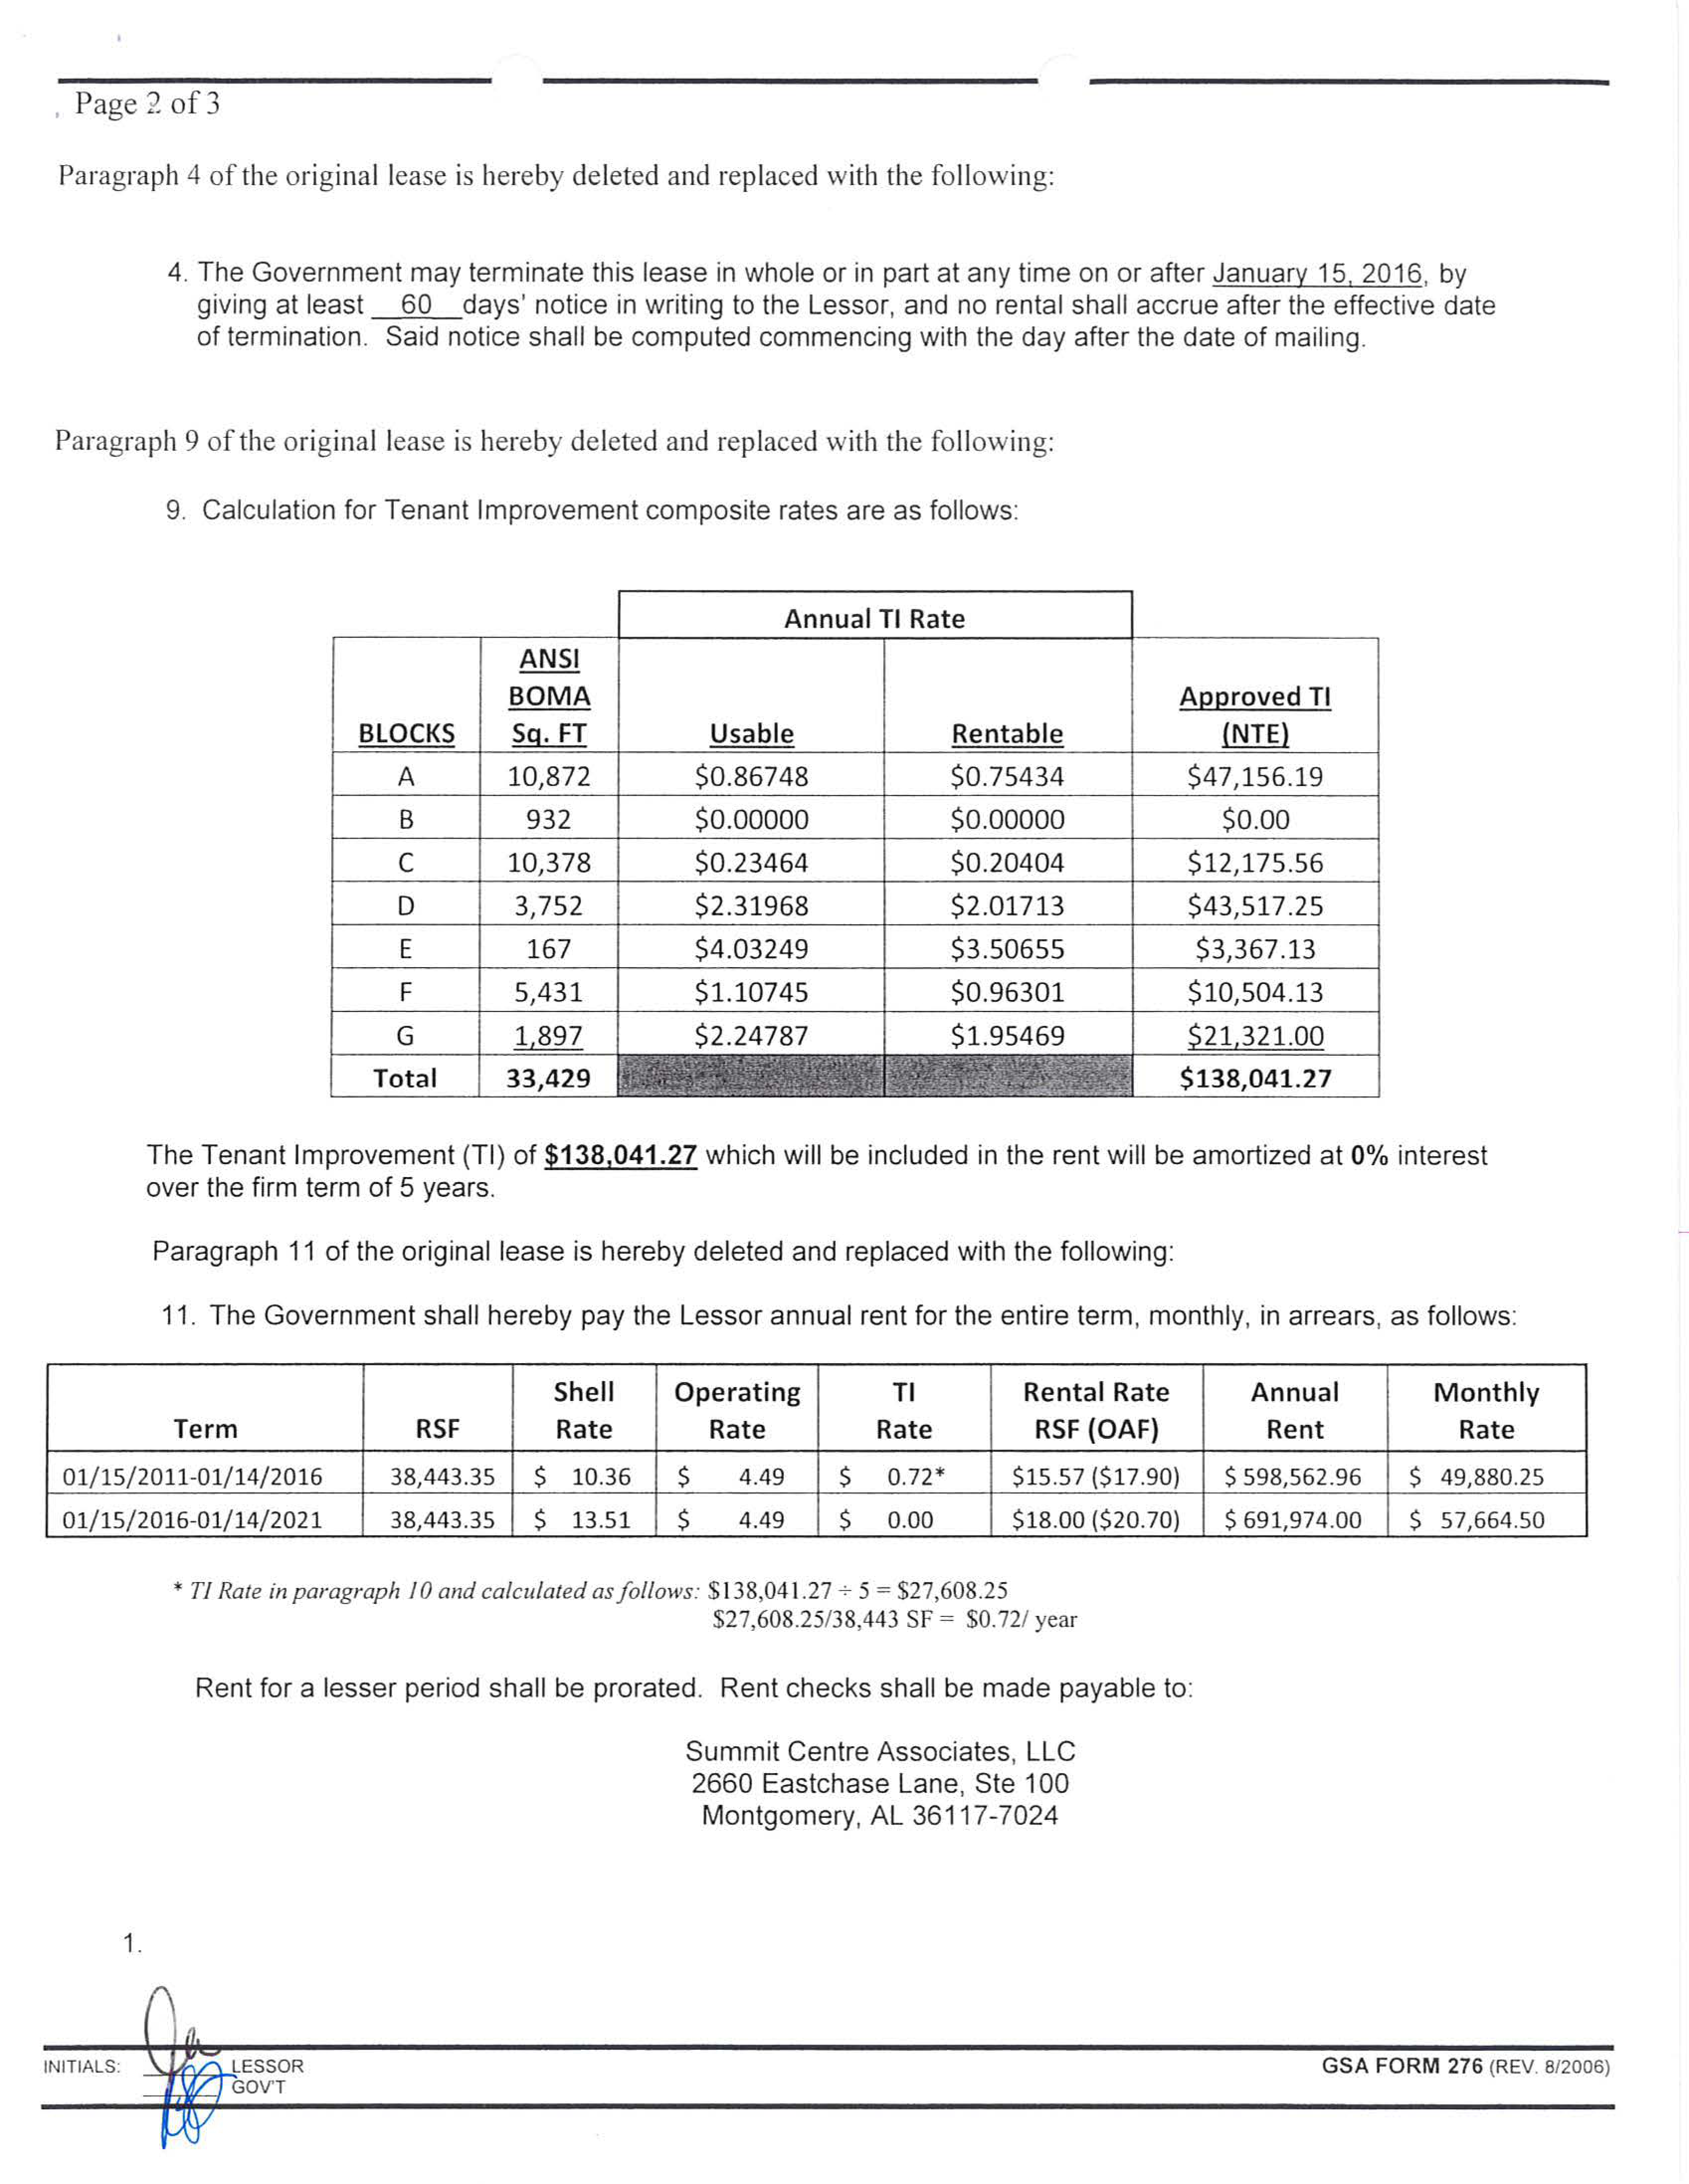 Page 2 of 3
Paragraph 4 of the original lease is hereby deleted and replaced with the following:
4. The Government may terminate this lease in whole or in part at any time on or after January 15, 2016, by
giving at least 60 days' notice in writing to the Lessor, and no rental shall accrue after the effective date
of termination. Said notice shall be computed commencing with the day after the date of mailing.
Paragraph 9 of the original lease is hereby deleted and replaced with the following:
9. Calculation for Tenant Improvement composite rates are as follows:
Annual TI Rate
BLOCKS ANSI BOMA Sq. FT Usable Rentable Approved TI (NTE)
A 10,872 $0.86748 $0.75434 $47,156.19
B 932 $0.00000 $0.00000 $0.00
C 10,378 $0.23464 $0.20404 $12,175.56
D 3,752 $2.31968 $2.01713 $43,517.25
E 167 $4.03249 $3.50655 $3,367.13
F 5,431 $1.10745 $0.96301 $10,504.13
G 1,897 $2.24787 $1.95469 $21,321.00
Total 33,429 $138,041.27
The Tenant Improvement (TI) of $138,041.27 which will be included in the rent will be amortized at 0% interest
over the firm term of 5 years.
Paragraph 11 of the original lease is hereby deleted and replaced with the following:
11. The Government shall hereby pay the Lessor annual rent for the entire term, monthly, in arrears, as follows:
Term RSF Shell Rate Operating Rate TI Rate Rental Rate RSF (OAF) Annual Rent Monthly Rate
01/15/2011-01/14/2016 38,443.35 $ 10.36 $ 4.49 $ 0.72* $15.57 ($17.90) $ 598,562.96 $ 49,880.25
01/15/2016-01/14/2021 38,443.35 $ 13.51 $ 4.49 $ 0.00 $18.00 ($20.70) $ 691,974.00 $ 57,664.50
* TI Rate in paragraph 10 and calculated as follows: $138,041.27 ÷ 5 = $27,608.25
$27,608.25/38,443 SF = $0.72/ year
Rent for a lesser period shall be prorated. Rent checks shall be made payable to:
Summit Centre Associates, LLC
2660 Eastchase Lane, Ste 100
Montgomery, AL 36117-7024
1.
INITIALS: LESSOR GSA FORM 276 (REV. 8/2006)
GOV'T